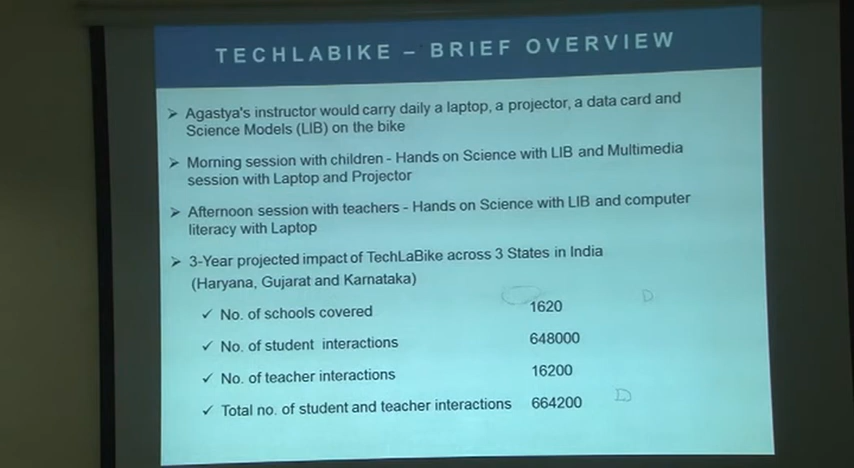 TECHLABIKE – BRIEF OVERVIEW
➢ Agastya's instructor would carry daily a laptop, a projector, a data card and
Science Models (LIB) on the bike
➢ Morning session with children - Hands on Science with LIB and Multimedia
session with Laptop and Projector
➢ Afternoon session with teachers - Hands on Science with LIB and computer
literacy with Laptop
➢ 3-Year projected impact of TechLaBike across 3 States in India
(Haryana, Gujarat and Karnataka)
✓ No. of schools covered 1620
✓ No. of student interactions 648000
✓ No. of teacher interactions 16200
✓ Total no. of student and teacher interactions 664200